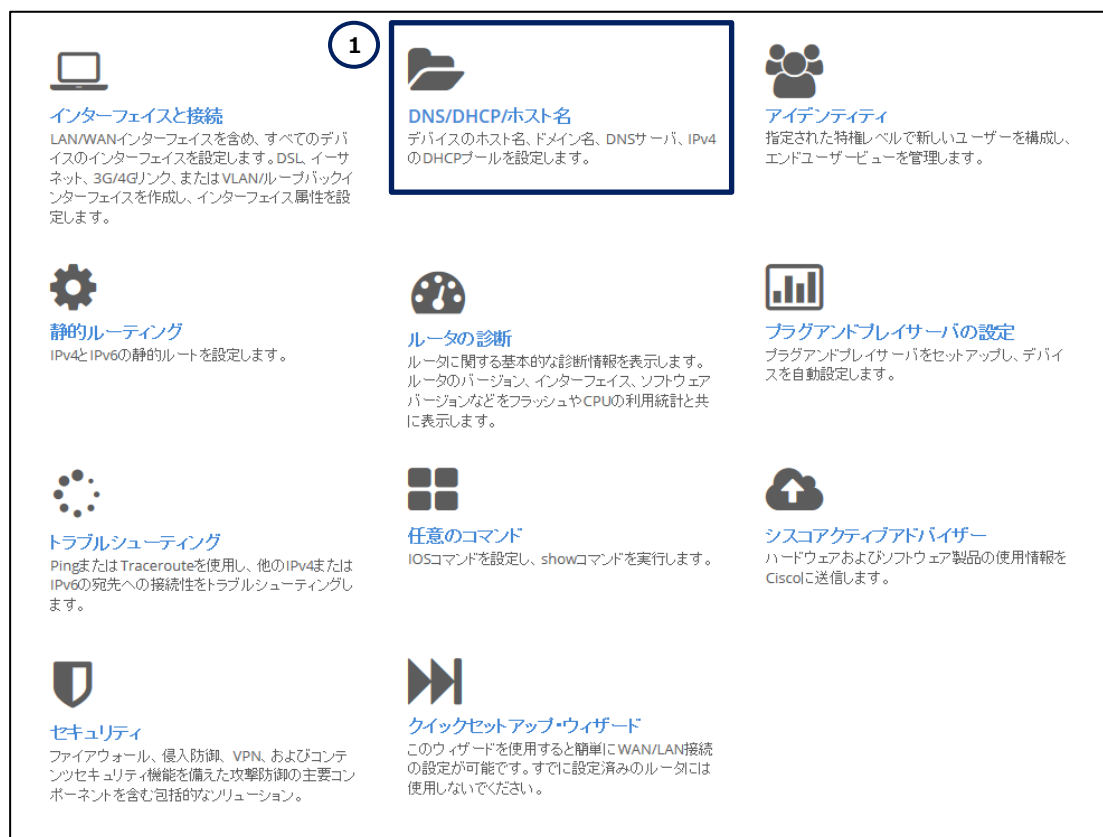 1
インターフェイスと接続
LAN/WANインターフェイスを含め、すべてのデバ
イスのインターフェイスを設定します。DSL、イーサ
ネット、3G/4Gリンク、またはVLAN/ループバックイ
ンターフェイスを作成し、インターフェイス属性を設
定します。
DNS/DHCP/ホスト名
デバイスのホスト名、ドメイン名、DNSサーバ、IPv4
のDHCPプールを設定します。
アイデンティティ
指定された特権レベルで新しいユーザーを構成し、
エンドユーザービューを管理します。
静的ルーティング
IPv4とIPv6の静的ルートを設定します。
ルータの診断
ルータに関する基本的な診断情報を表示します。
ルータのバージョン、インターフェイス、ソフトウェア
バージョンなどをフラッシュやCPUの利用統計と共
に表示します。
プラグアンドプレイサーバの設定
プラグアンドプレイサーバをセットアップし、デバイ
スを自動設定します。
トラブルシューティング
PingまたはTracerouteを使用し、他のIPv4または
IPv6の宛先への接続性をトラブルシューティングし
ます。
任意のコマンド
IOSコマンドを設定し、showコマンドを実行します。
シスコアクティブアドバイザー
ハードウェアおよびソフトウェア製品の使用情報を
Ciscoに送信します。
セキュリティ
ファイアウォール、侵入防御、VPN、およびコンテ
ンツセキュリティ機能を備えた攻撃防御の主要コン
ポーネントを含む包括的なソリューション。
クイックセットアップ・ウィザード
このウィザードを使用すると簡単にWAN/LAN接続
の設定が可能です。すでに設定済みのルータには
使用しないでください。